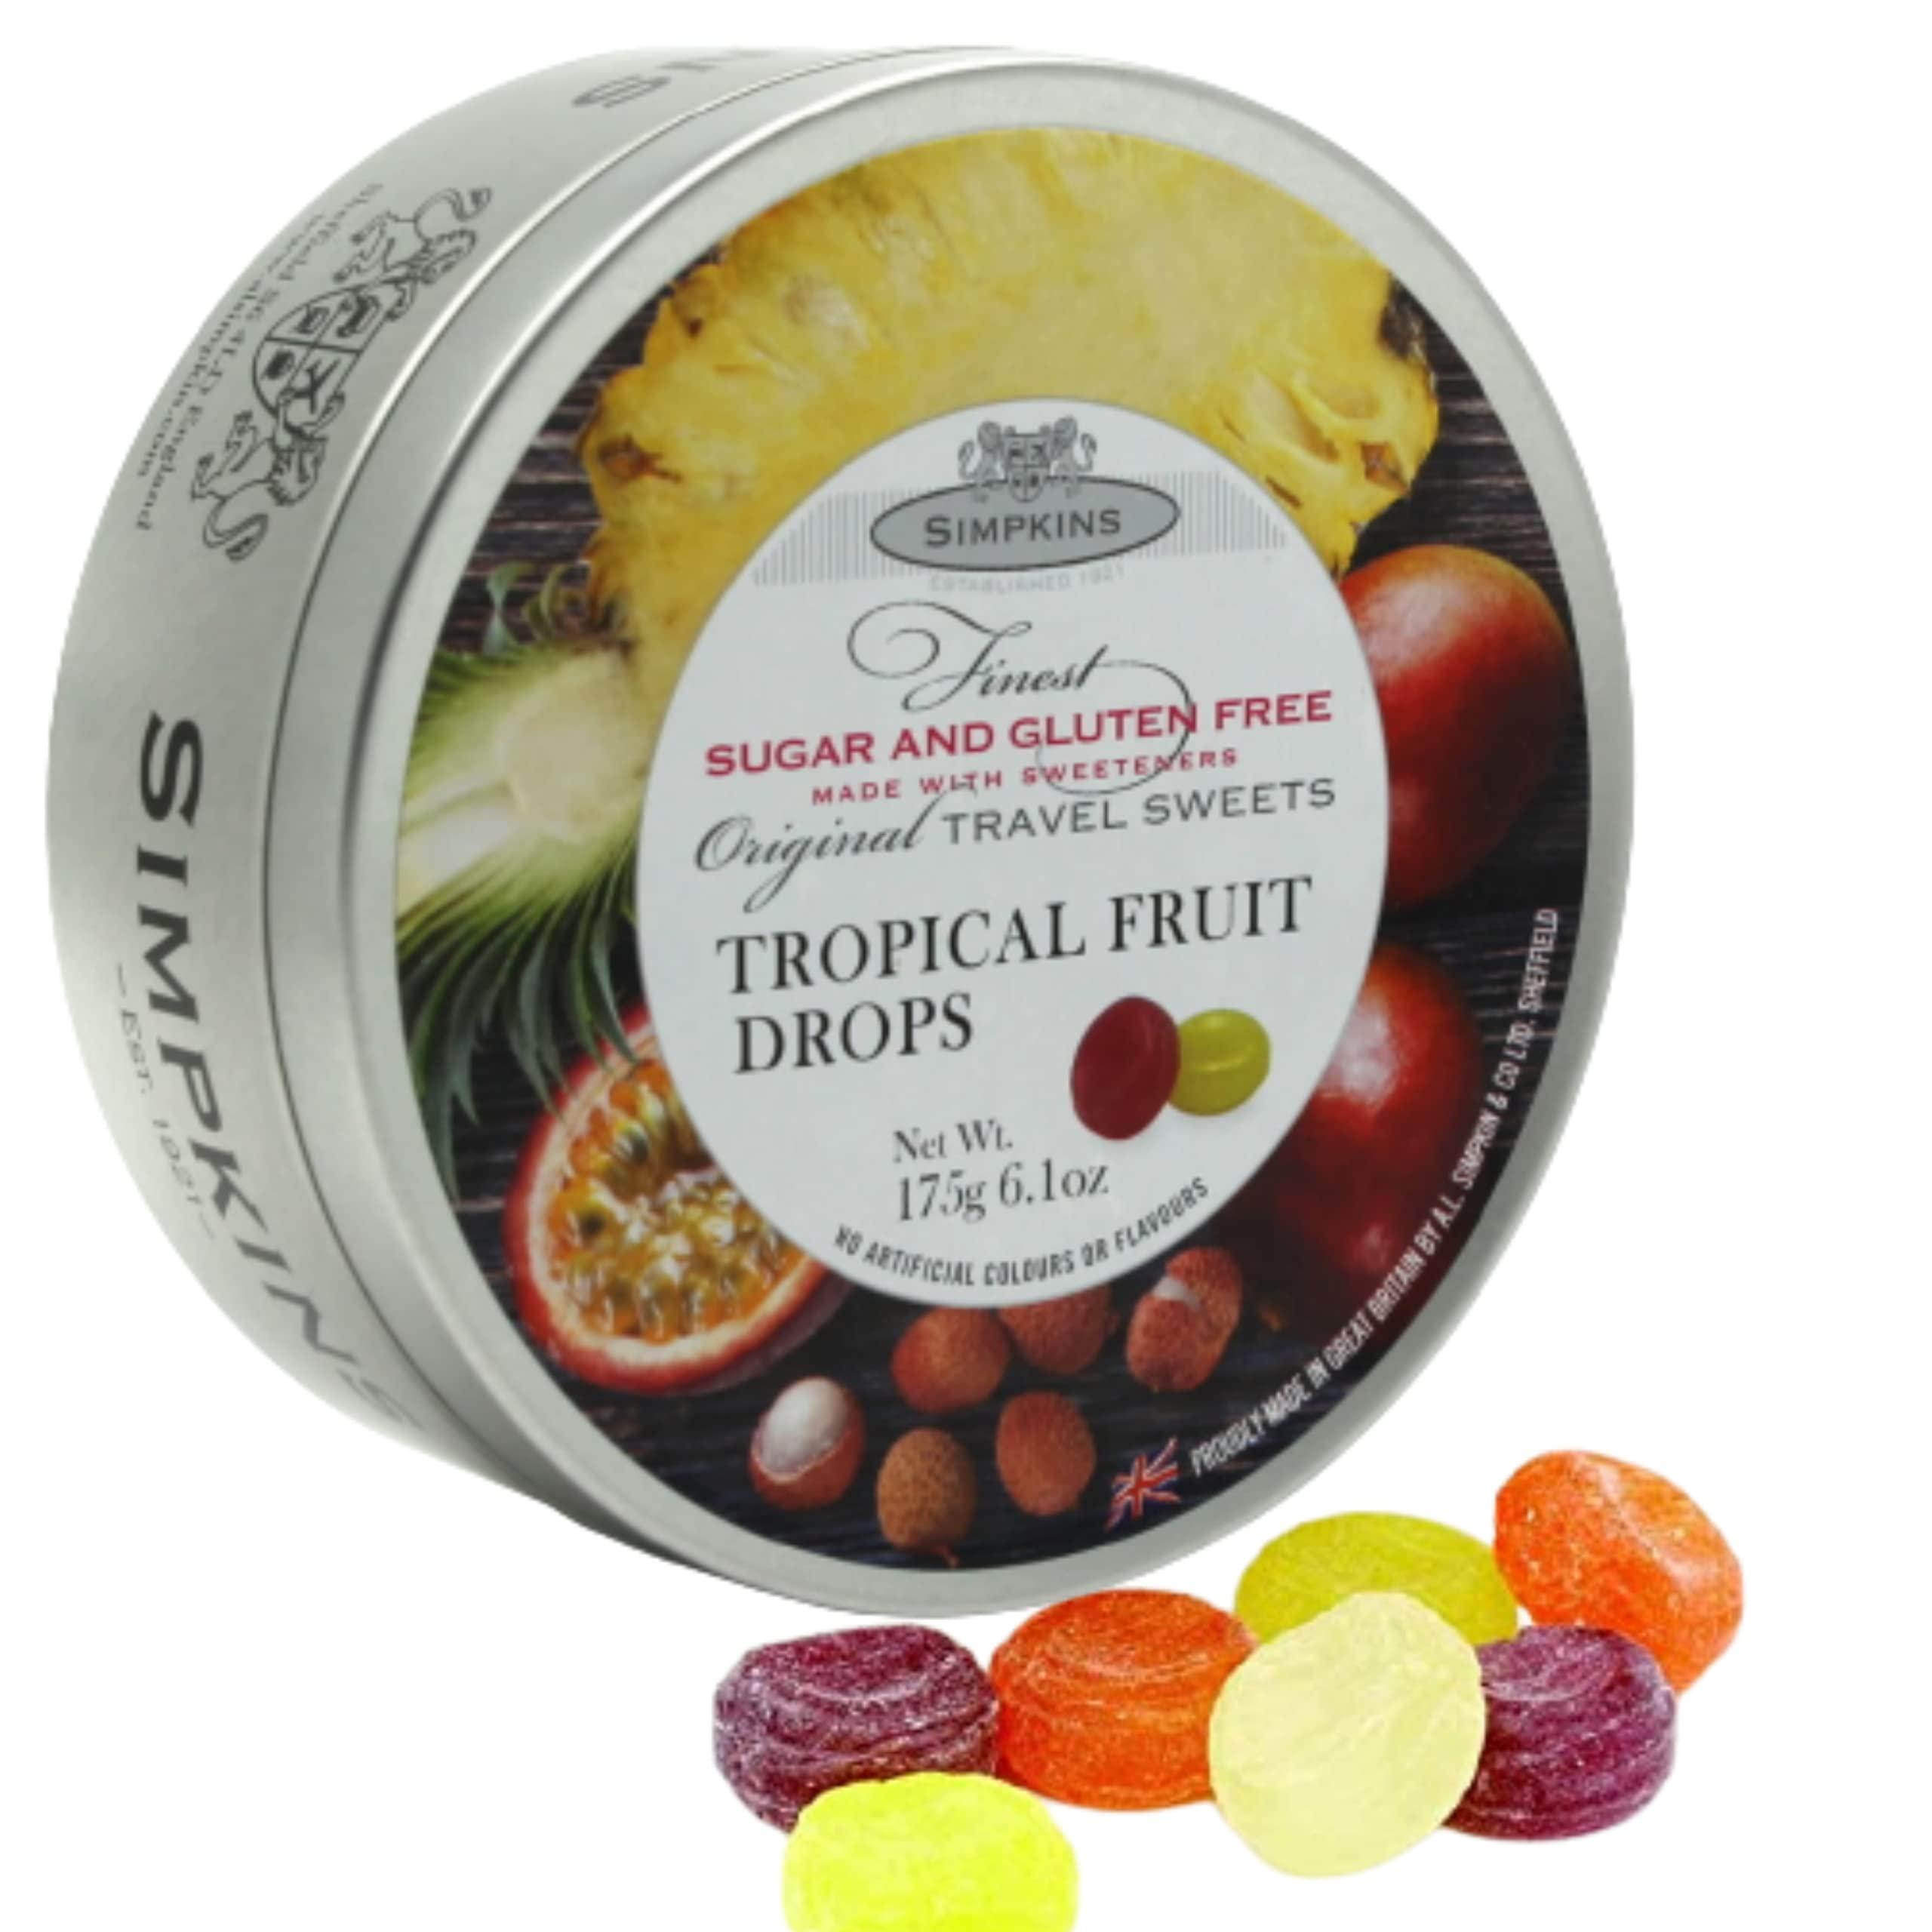 SIMPKINS
ESTABLISHED 1921
Finest
SUGAR AND GLUTEN FREE
MADE WITH SWEETENERS
Original TRAVEL SWEETS
TROPICAL FRUIT
DROPS
Net Wt.
175g 6.1oz
NO ARTIFICIAL COLOURS OR FLAVOURS
PROUDLY MADE IN GREAT BRITAIN BY A.L. SIMPKIN & CO LTD. SHEFFIELD
SIMPKINS
- EST. 1921 -
Sheffield S6 4LD England
NS